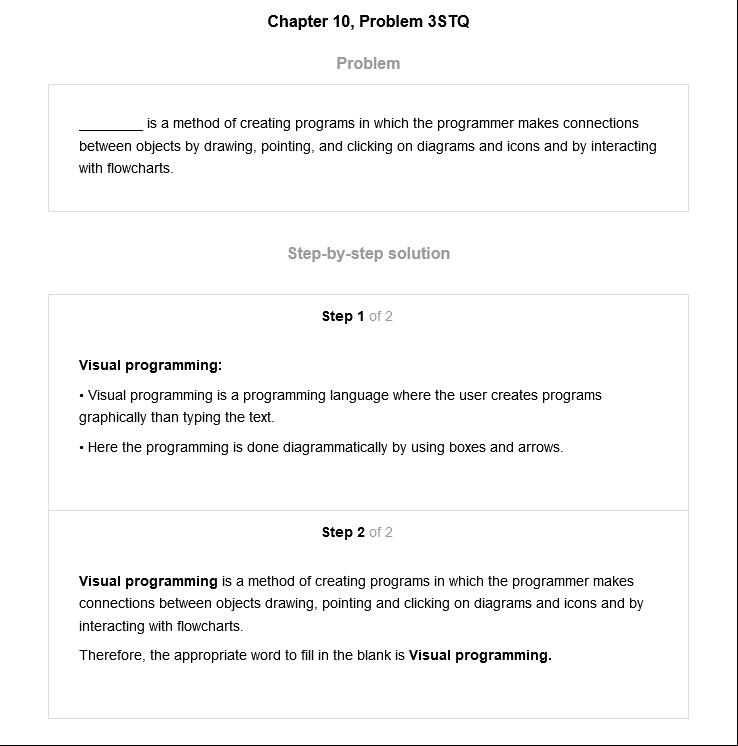 Chapter 10, Problem 3STQ
Problem
________ is a method of creating programs in which the programmer makes connections
between objects by drawing, pointing, and clicking on diagrams and icons and by interacting
with flowcharts.
Step-by-step solution
Step 1 of 2
Visual programming:
• Visual programming is a programming language where the user creates programs
graphically than typing the text.
• Here the programming is done diagrammatically by using boxes and arrows.
Step 2 of 2
Visual programming is a method of creating programs in which the programmer makes
connections between objects drawing, pointing and clicking on diagrams and icons and by
interacting with flowcharts.
Therefore, the appropriate word to fill in the blank is Visual programming.